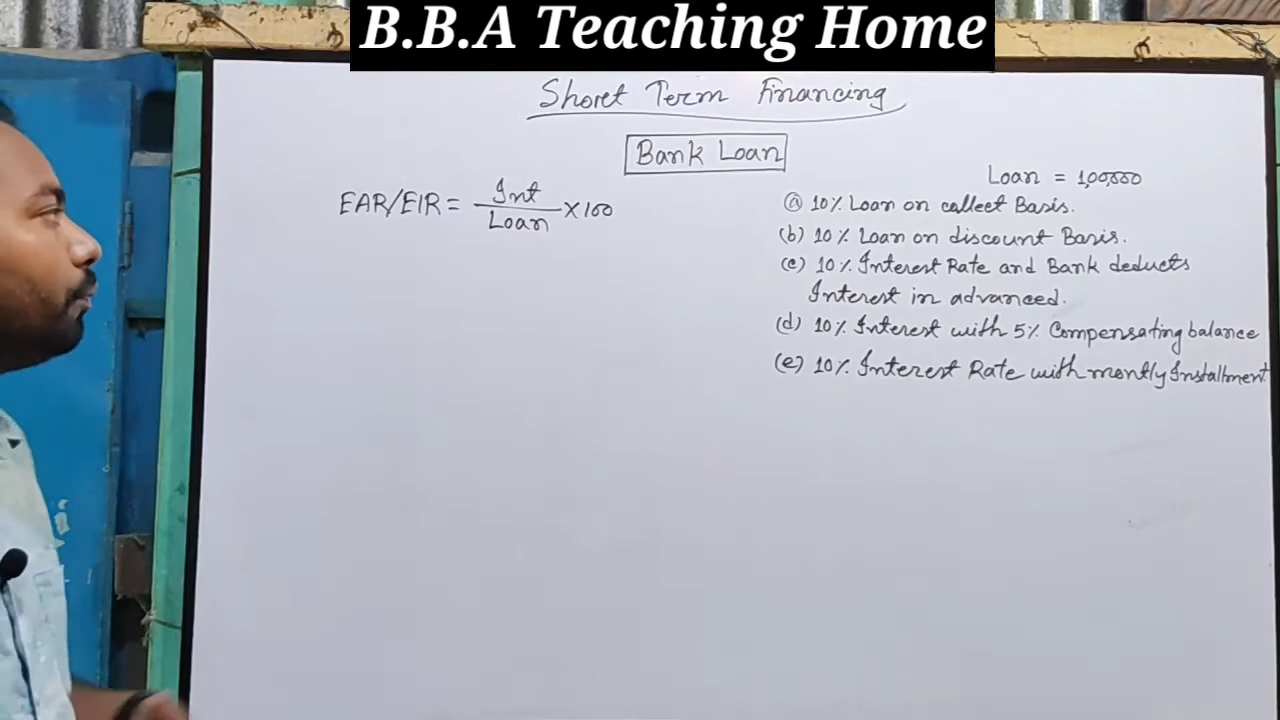 B.B.A Teaching Home
Short Term Financing
Bank Loan
EAR/EIR = Int/Loan × 100
Loan = 1,00,000
(a) 10% Loan on collect Basis.
(b) 10% Loan on discount Basis.
(c) 10% Interest Rate and Bank deducts
Interest in advanced.
(d) 10% Interest with 5% Compensating balance
(e) 10% Interest Rate with montly Installment